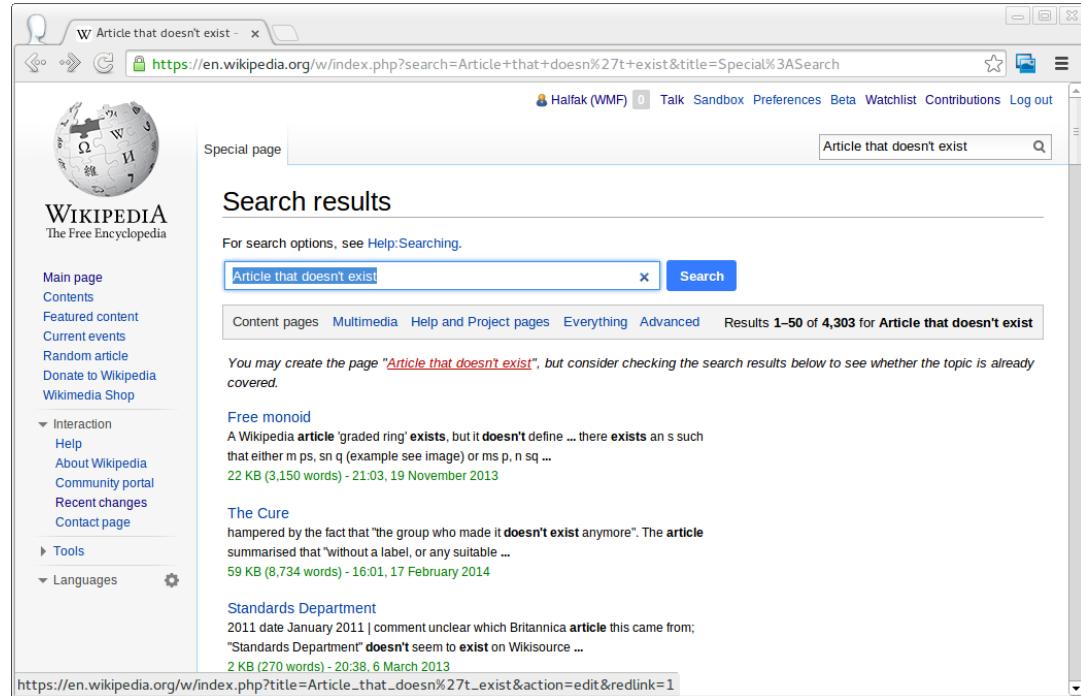 W Article that doesn't exist -
https://en.wikipedia.org/w/index.php?search=Article+that+doesn%27t+exist&title=Special%3ASearch
Halfak (WMF) 0 Talk Sandbox Preferences Beta Watchlist Contributions Log out
Special page
Article that doesn't exist
Ω W И 維 7
WIKIPEDIA
The Free Encyclopedia
Main page
Contents
Featured content
Current events
Random article
Donate to Wikipedia
Wikimedia Shop
Interaction
Help
About Wikipedia
Community portal
Recent changes
Contact page
Tools
Languages
Search results
For search options, see Help:Searching.
Article that doesn't exist
Search
Content pages Multimedia Help and Project pages Everything Advanced Results 1–50 of 4,303 for Article that doesn't exist
You may create the page "Article that doesn't exist", but consider checking the search results below to see whether the topic is already
covered.
Free monoid
A Wikipedia article 'graded ring' exists, but it doesn't define ... there exists an s such
that either m ps, sn q (example see image) or ms p, n sq ...
22 KB (3,150 words) - 21:03, 19 November 2013
The Cure
hampered by the fact that "the group who made it doesn't exist anymore". The article
summarised that "without a label, or any suitable ...
59 KB (8,734 words) - 16:01, 17 February 2014
Standards Department
2011 date January 2011 | comment unclear which Britannica article this came from;
"Standards Department" doesn't seem to exist on Wikisource ...
2 KB (270 words) - 20:38, 6 March 2013
https://en.wikipedia.org/w/index.php?title=Article_that_doesn%27t_exist&action=edit&redlink=1